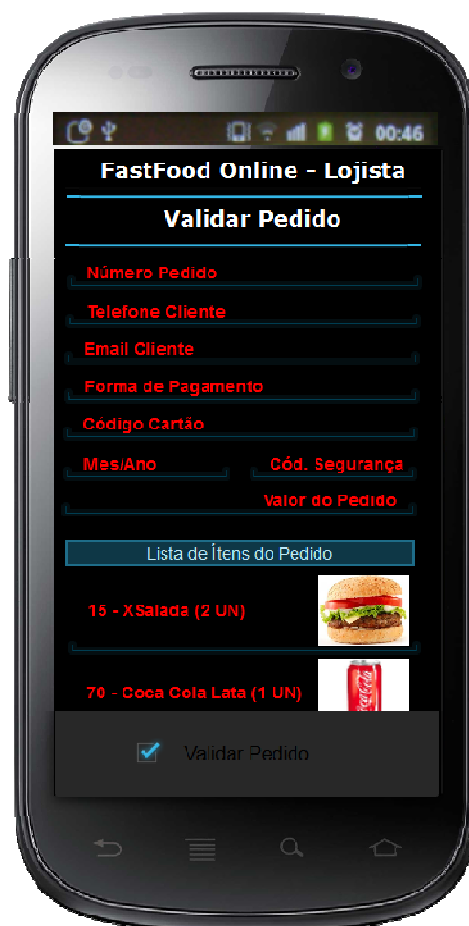 00:46
FastFood Online - Lojista
Validar Pedido
Número Pedido
Telefone Cliente
Email Cliente
Forma de Pagamento
Código Cartão
Mes/Ano Cód. Segurança
Valor do Pedido
Lista de Ítens do Pedido
15 - XSalada (2 UN)
70 - Coca Cola Lata (1 UN)
Coca-Cola
Validar Pedido